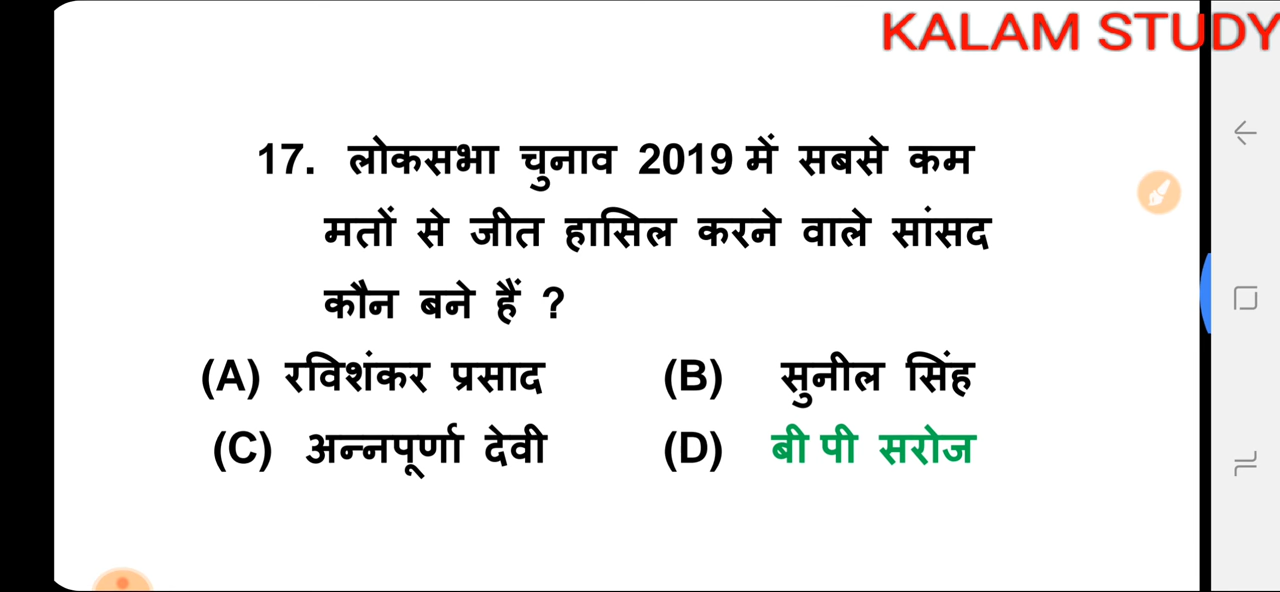 KALAM STUDY
17. लोकसभा चुनाव 2019 में सबसे कम
मतों से जीत हासिल करने वाले सांसद
कौन बने हैं ?
(A) रविशंकर प्रसाद (B) सुनील सिंह
(C) अन्नपूर्णा देवी (D) बी पी सरोज